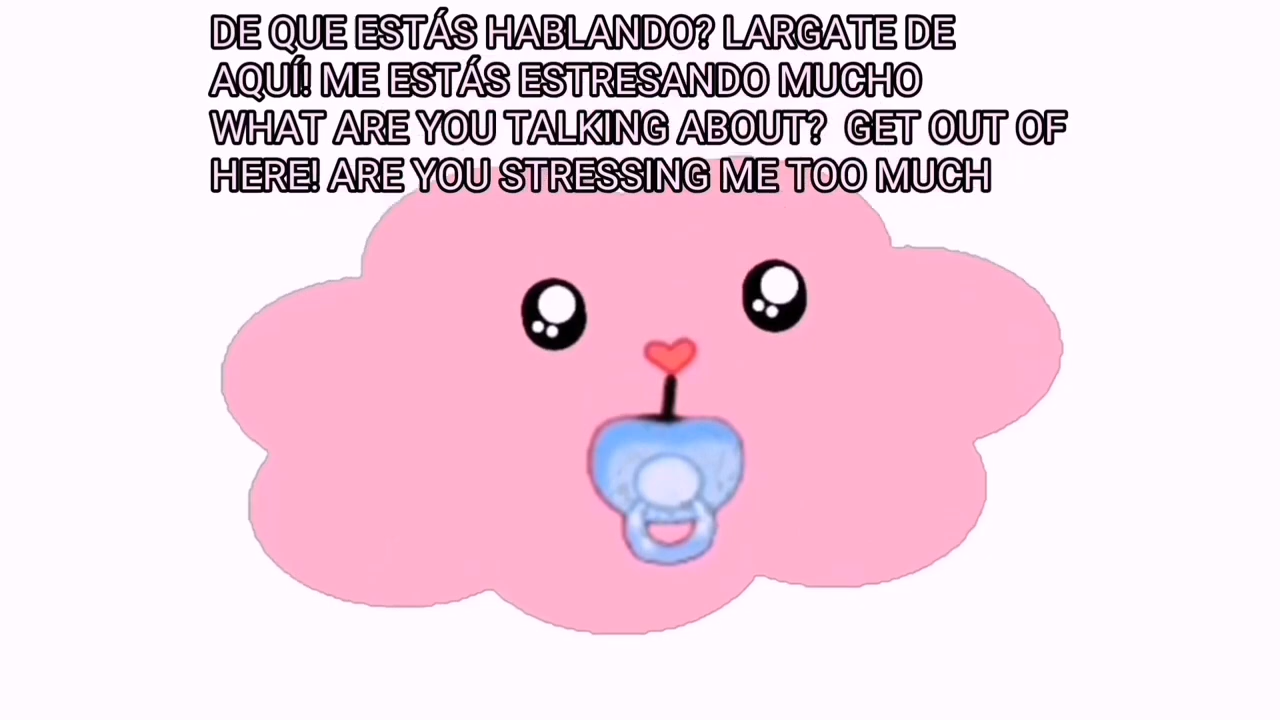 DE QUE ESTÁS HABLANDO? LARGATE DE
AQUÍ! ME ESTÁS ESTRESANDO MUCHO
WHAT ARE YOU TALKING ABOUT?  GET OUT OF
HERE! ARE YOU STRESSING ME TOO MUCH